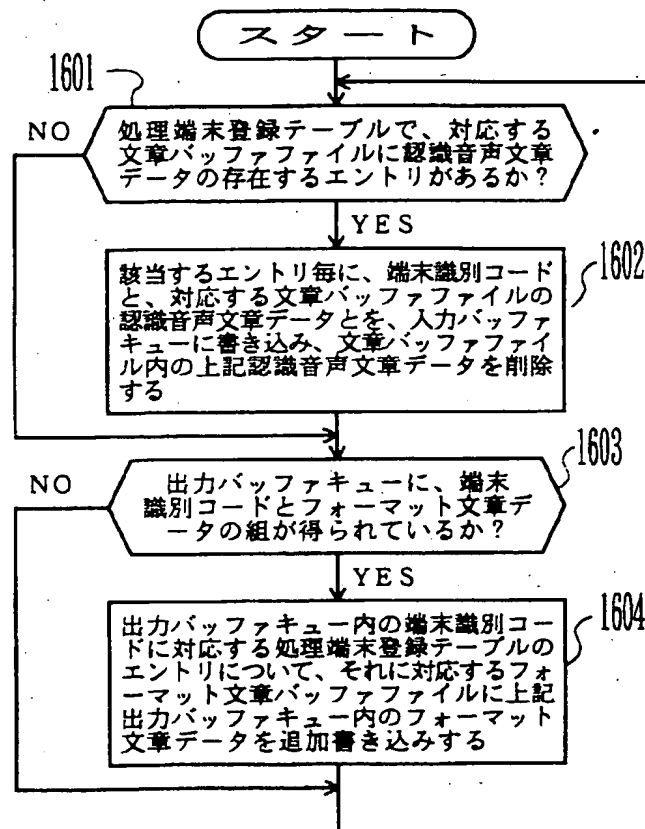 スタート
1601
NO
処理端末登録テーブルで、対応する
文章バッファファイルに認識音声文章
データの存在するエントリがあるか?
YES
1602
該当するエントリ毎に、端末識別コード
と、対応する文章バッファファイルの
認識音声文章データとを、入力バッファ
キューに書き込み、文章バッファファイ
ル内の上記認識音声文章データを削除
する
1603
NO
出力バッファキューに、端末
識別コードとフォーマット文章デ
ータの組が得られているか?
YES
1604
出力バッファキュー内の端末識別コー
ドに対応する処理端末登録テーブルの
エントリについて、それに対応するフォ
ーマット文章バッファファイルに上記
出力バッファキュー内のフォーマット
文章データを追加書き込みする